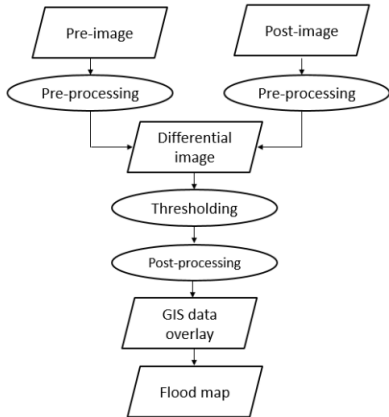 Pre-image
Post-image
Pre-processing
Pre-processing
Differential
image
Thresholding
Post-processing
GIS data
overlay
Flood map